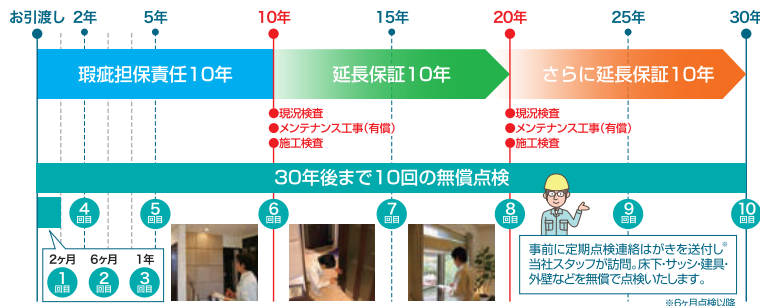 お引渡し 2年 5年 10年 15年 20年 25年 30年
瑕疵担保責任10年 延長保証10年 さらに延長保証10年
現況検査
メンテナンス工事(有償)
施工検査
現況検査
メンテナンス工事(有償)
施工検査
30年後まで10回の無償点検
4回目 5回目 6回目 7回目 8回目 9回目 10回目
2ヶ月 6ヶ月 1年
1回目 2回目 3回目
事前に定期点検連絡はがきを送付し※
当社スタッフが訪問。床下・サッシ・建具・
外壁などを無償で点検いたします。
※6ヶ月点検以降